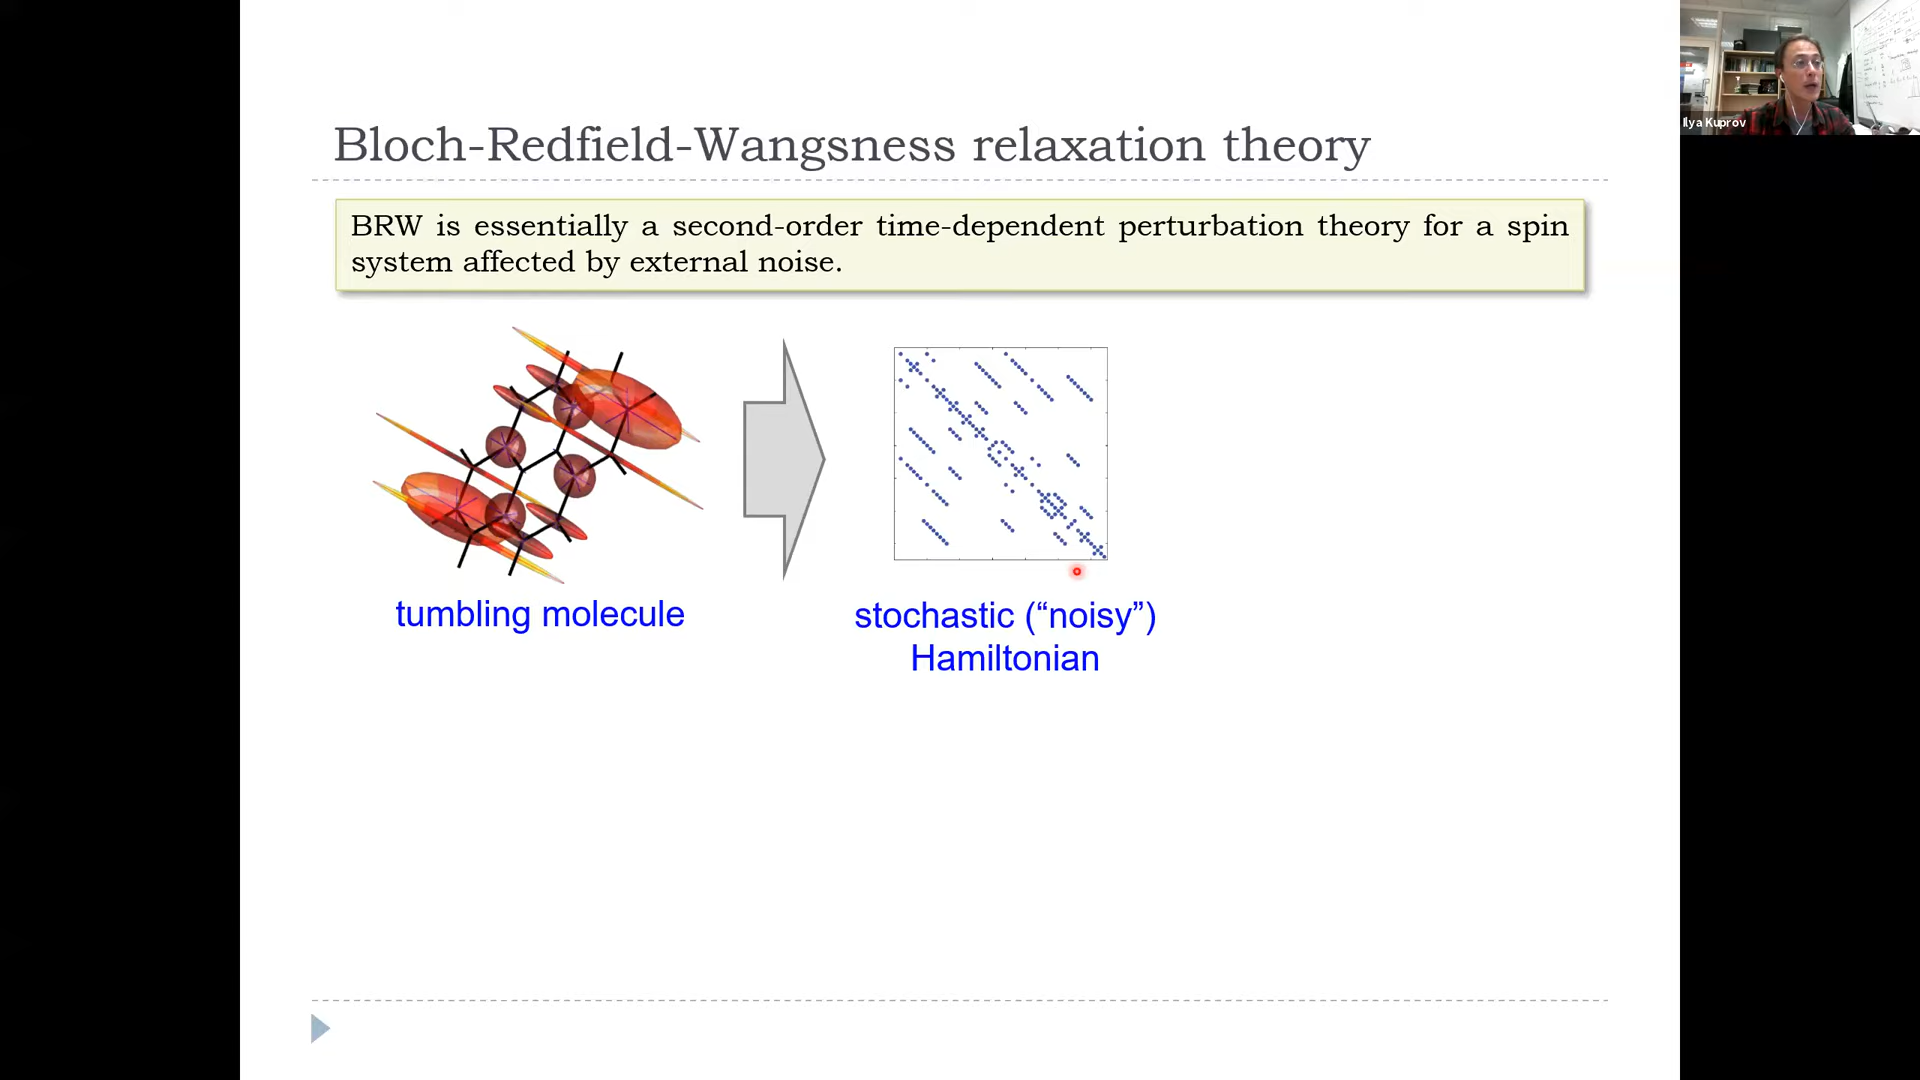 Bloch-Redfield-Wangsness relaxation theory
BRW is essentially a second-order time-dependent perturbation theory for a spin
system affected by external noise.
tumbling molecule
stochastic (“noisy”)
Hamiltonian
Ilya Kuprov